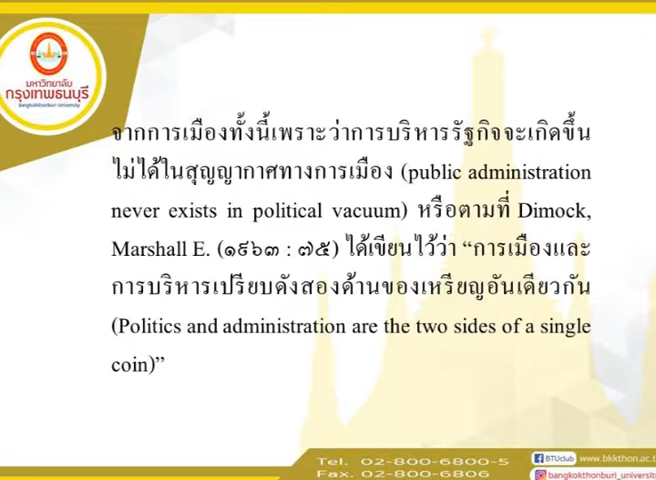 มหาวิทยาลัย
กรุงเทพธนบุรี
Bangkokthonburi University
จากการเมืองทั้งนี้เพราะว่าการบริหารรัฐกิจจะเกิดขึ้น
ไม่ได้ในสุญญากาศทางการเมือง (public administration
never exists in political vacuum) หรือตามที่ Dimock,
Marshall E. (๑๙๖๓ : ๗๕) ได้เขียนไว้ว่า “การเมืองและ
การบริหารเปรียบดังสองด้านของเหรียญอันเดียวกัน
(Politics and administration are the two sides of a single
coin)”
Tel. 02-800-6800-5
Fax. 02-800-6806
BTUclub www.bkkthon.ac.t
bangkokthonburi_university